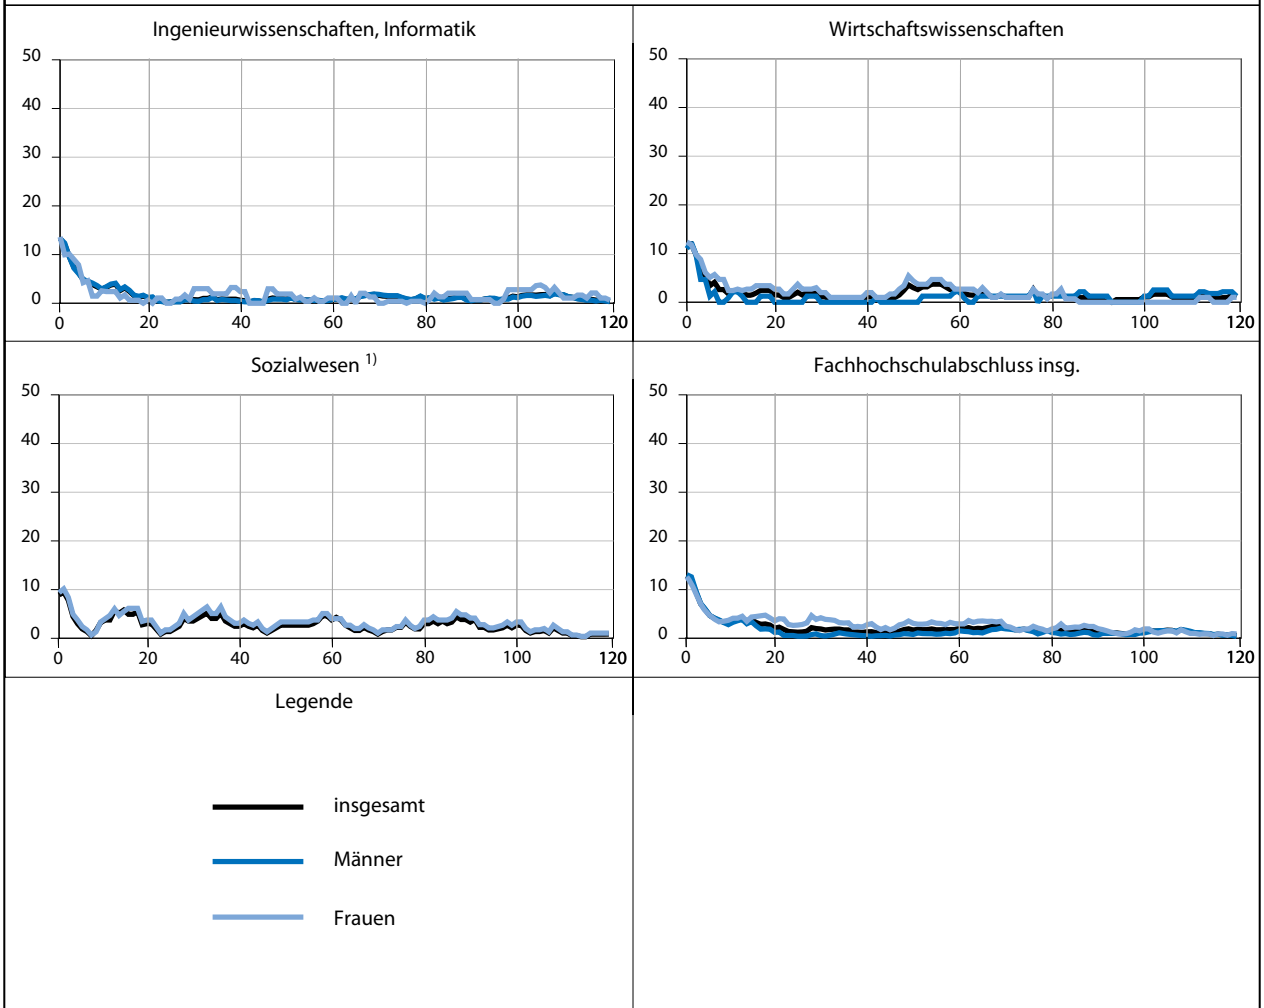 Ingenieurwissenschaften, Informatik
50
40
30
20
10
0
0 20 40 60 80 100 120
Wirtschaftswissenschaften
50
40
30
20
10
0
0 20 40 60 80 100 120
Sozialwesen 1)
50
40
30
20
10
0
0 20 40 60 80 100 120
Fachhochschulabschluss insg.
50
40
30
20
10
0
0 20 40 60 80 100 120
Legende
insgesamt
Männer
Frauen